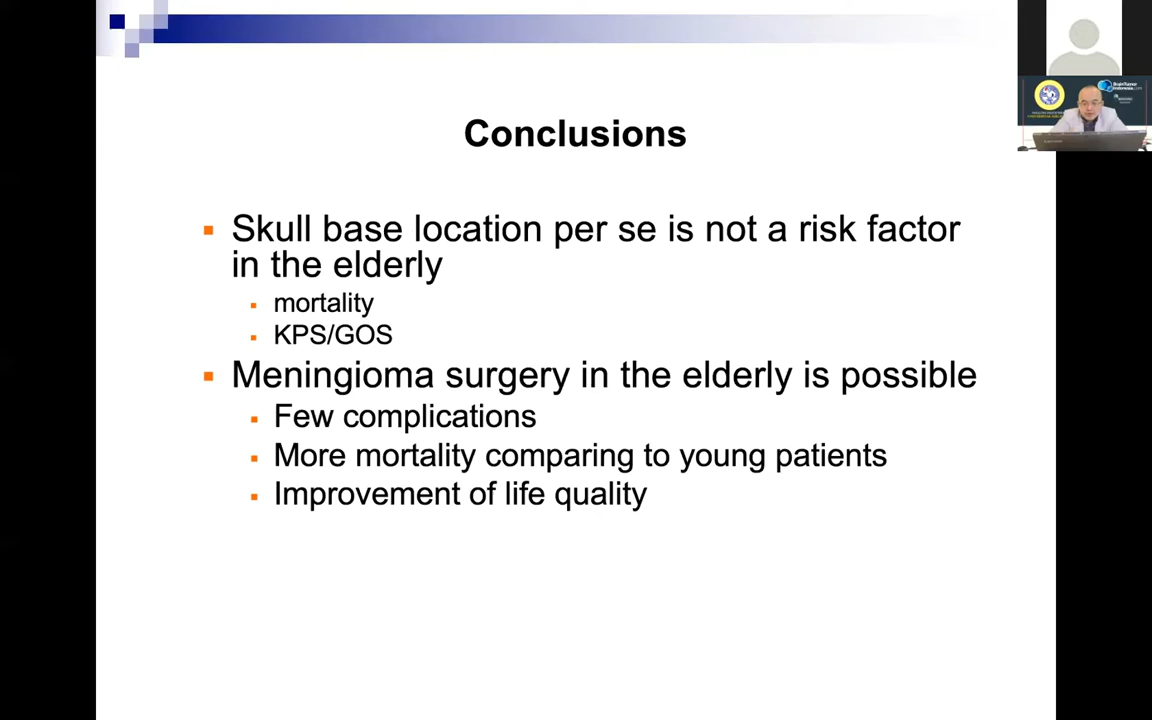 Conclusions
Skull base location per se is not a risk factor
in the elderly
mortality
KPS/GOS
Meningioma surgery in the elderly is possible
Few complications
More mortality comparing to young patients
Improvement of life quality